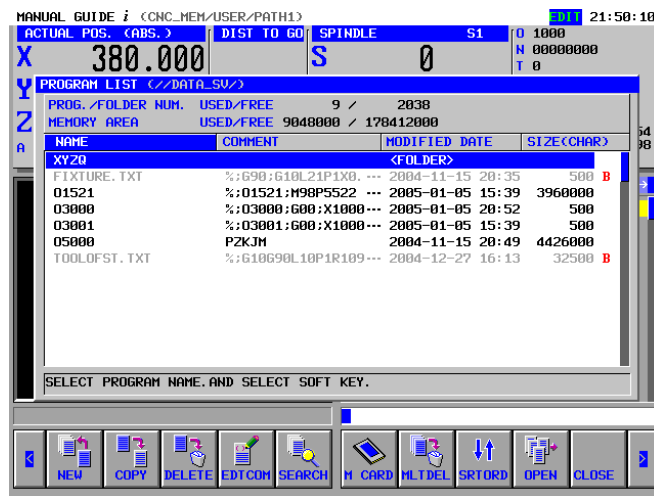 MANUAL GUIDE i (CNC_MEM/USER/PATH1) EDIT 21:50:10
ACTUAL POS. (ABS.) DIST TO GO SPINDLE S1 O 1000
X 380.000 S 0 N 00000000
T 0
Y PROGRAM LIST (//DATA_SV/)
PROG./FOLDER NUM. USED/FREE 9 / 2038
Z MEMORY AREA USED/FREE 9048000 / 178412000 54
A NAME COMMENT MODIFIED DATE SIZE(CHAR) 98
XYZQ <FOLDER>
FIXTURE.TXT %;G90;G10L21P1X0.… 2004-11-15 20:35 500 B
O1521 %;O1521;M98P5522 … 2005-01-05 15:39 3960000
O3000 %;O3000;G00;X1000… 2005-01-05 20:52 500
O3001 %;O3001;G00;X1000… 2005-01-05 15:39 500
O5000 PZKJM 2004-11-15 20:49 4426000
TOOLOFST.TXT %;G10G90L10P1R109… 2004-12-27 16:13 32500 B
SELECT PROGRAM NAME.AND SELECT SOFT KEY.
< NEW COPY DELETE EDTCOM SEARCH M CARD MLTDEL SRTORD OPEN CLOSE >